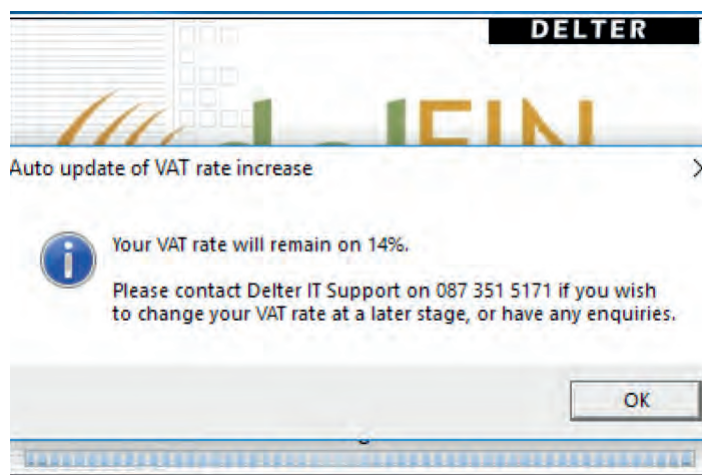 DELTER
delFIN
Auto update of VAT rate increase
Your VAT rate will remain on 14%.
Please contact Delter IT Support on 087 351 5171 if you wish
to change your VAT rate at a later stage, or have any enquiries.
OK